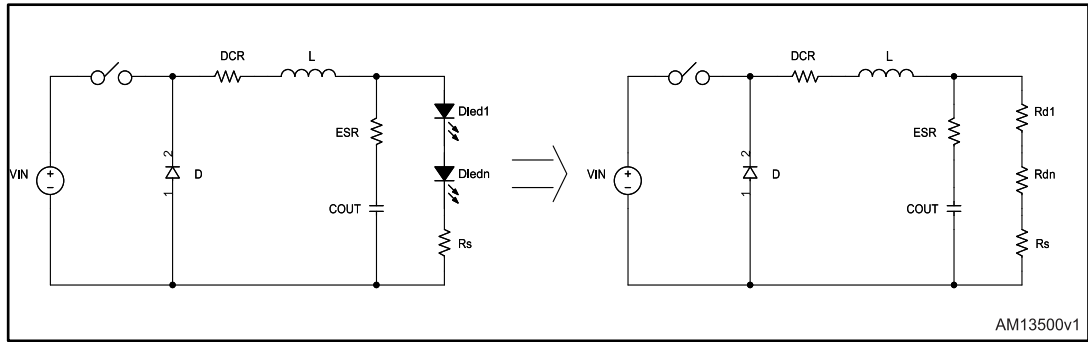 DCR
L
Dled1
ESR
2
VIN
D
1
Dledn
COUT
Rs
DCR
L
Rd1
ESR
2
VIN
D
1
Rdn
COUT
Rs
AM13500v1